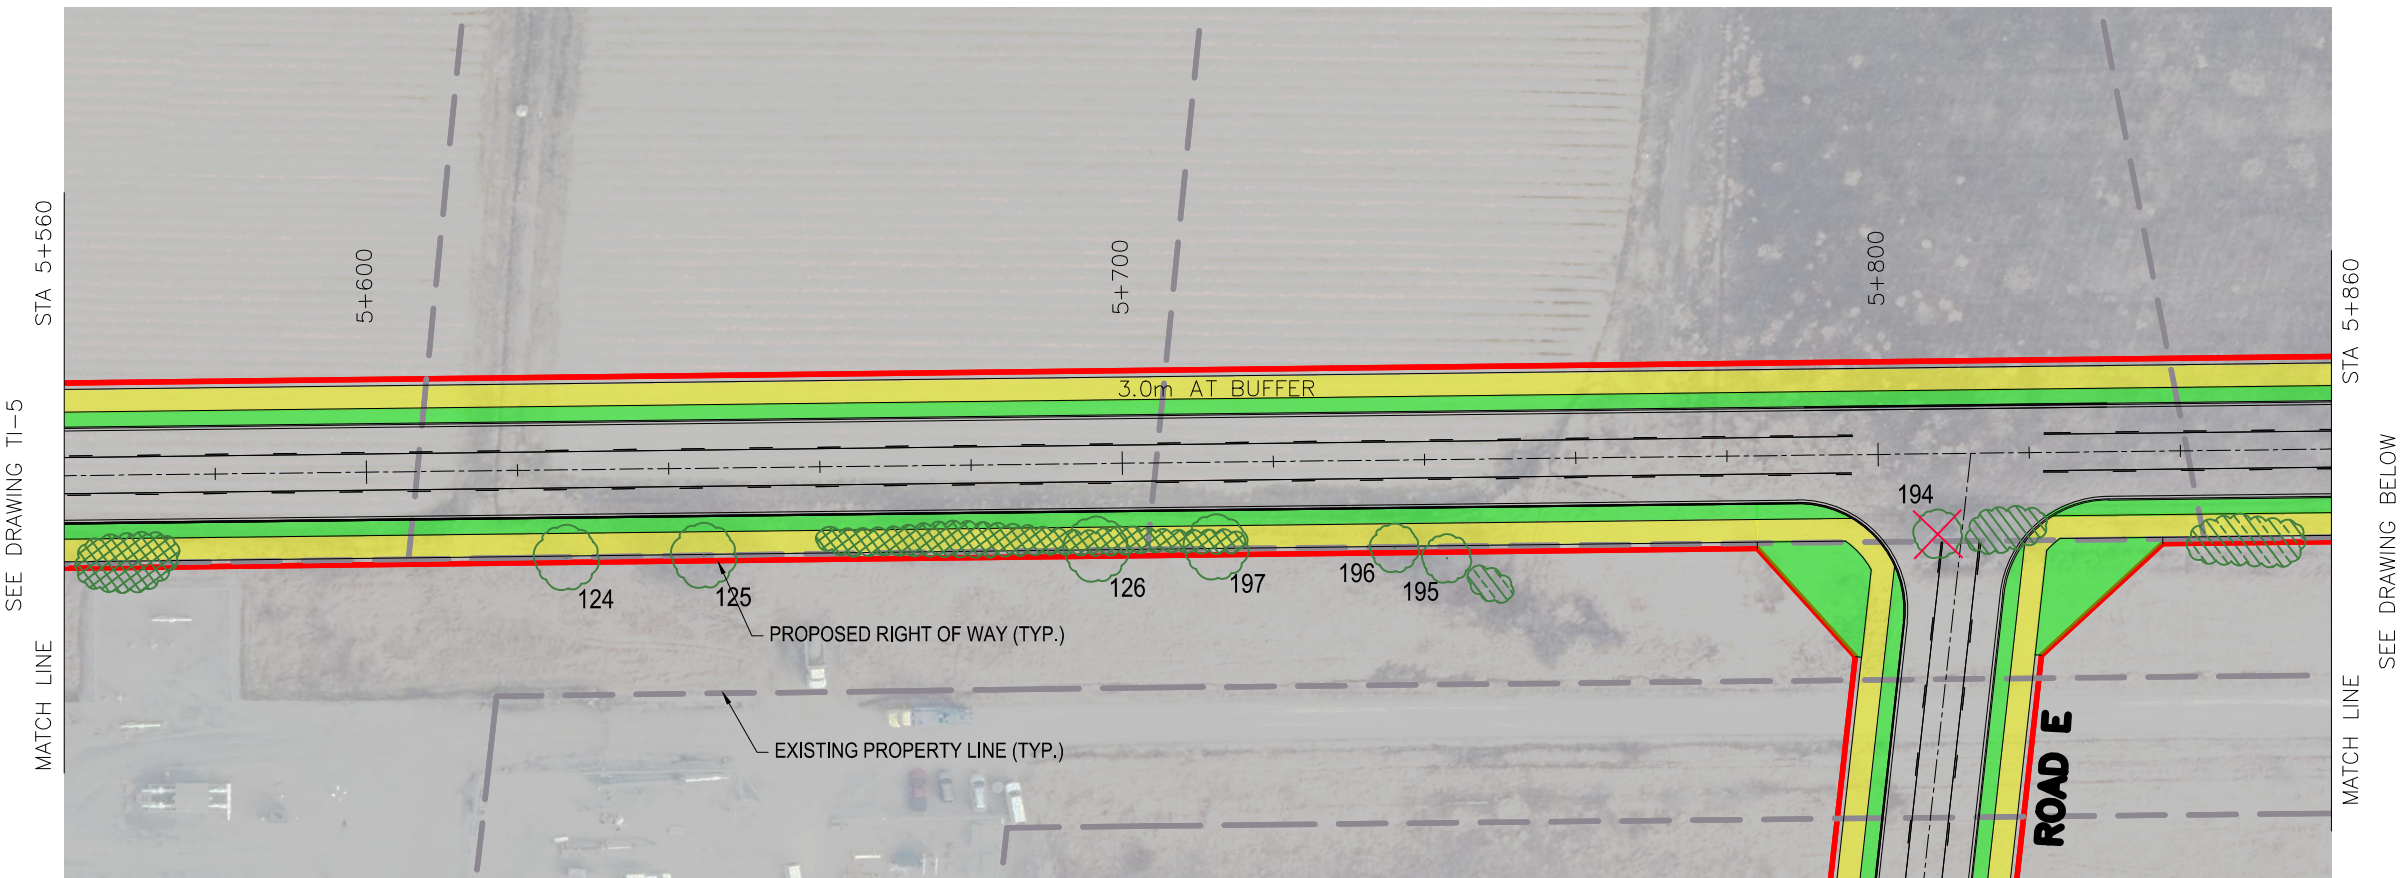 STA 5+560
SEE DRAWING TI-5
MATCH LINE
5+600
5+700
5+800
3.0m AT BUFFER
194
124
125
126
197
196
195
PROPOSED RIGHT OF WAY (TYP.)
EXISTING PROPERTY LINE (TYP.)
ROAD E
STA 5+860
SEE DRAWING BELOW
MATCH LINE